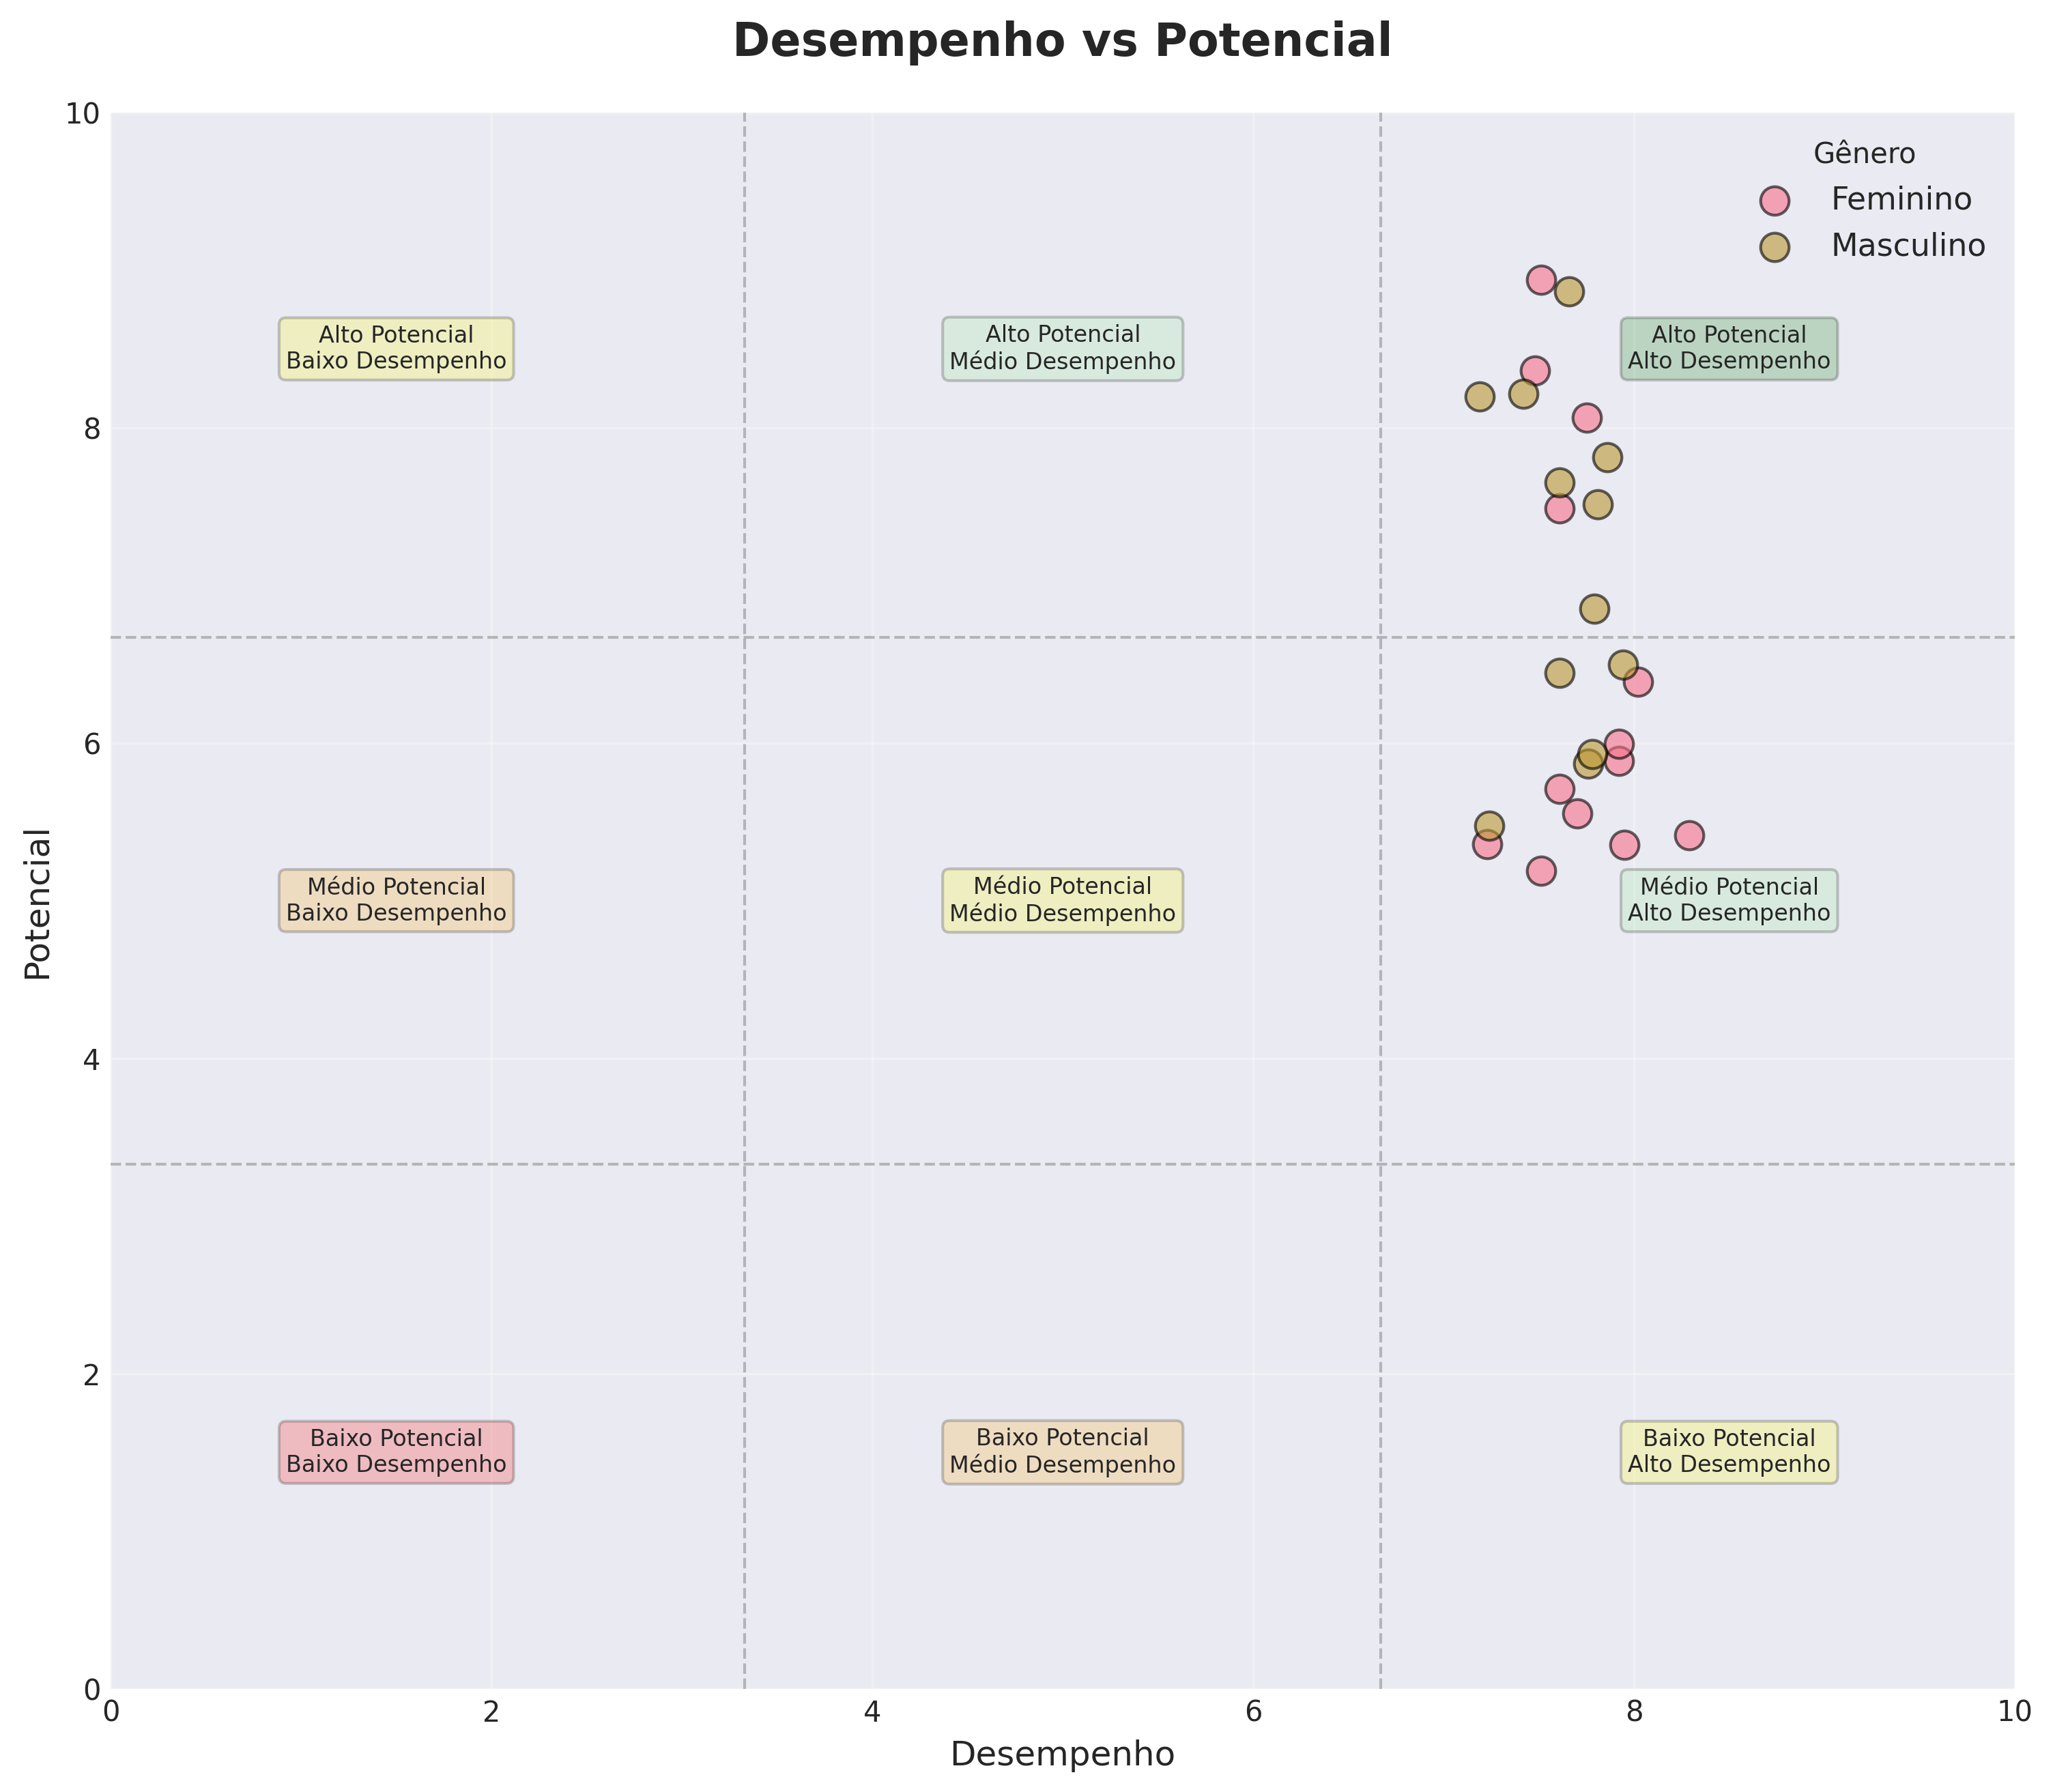 Desempenho vs Potencial
10
8
6
4
2
0
0
2
4
6
8
10
Potencial
Desempenho
Gênero
Feminino
Masculino
Alto Potencial
Baixo Desempenho
Alto Potencial
Médio Desempenho
Alto Potencial
Alto Desempenho
Médio Potencial
Baixo Desempenho
Médio Potencial
Médio Desempenho
Médio Potencial
Alto Desempenho
Baixo Potencial
Baixo Desempenho
Baixo Potencial
Médio Desempenho
Baixo Potencial
Alto Desempenho